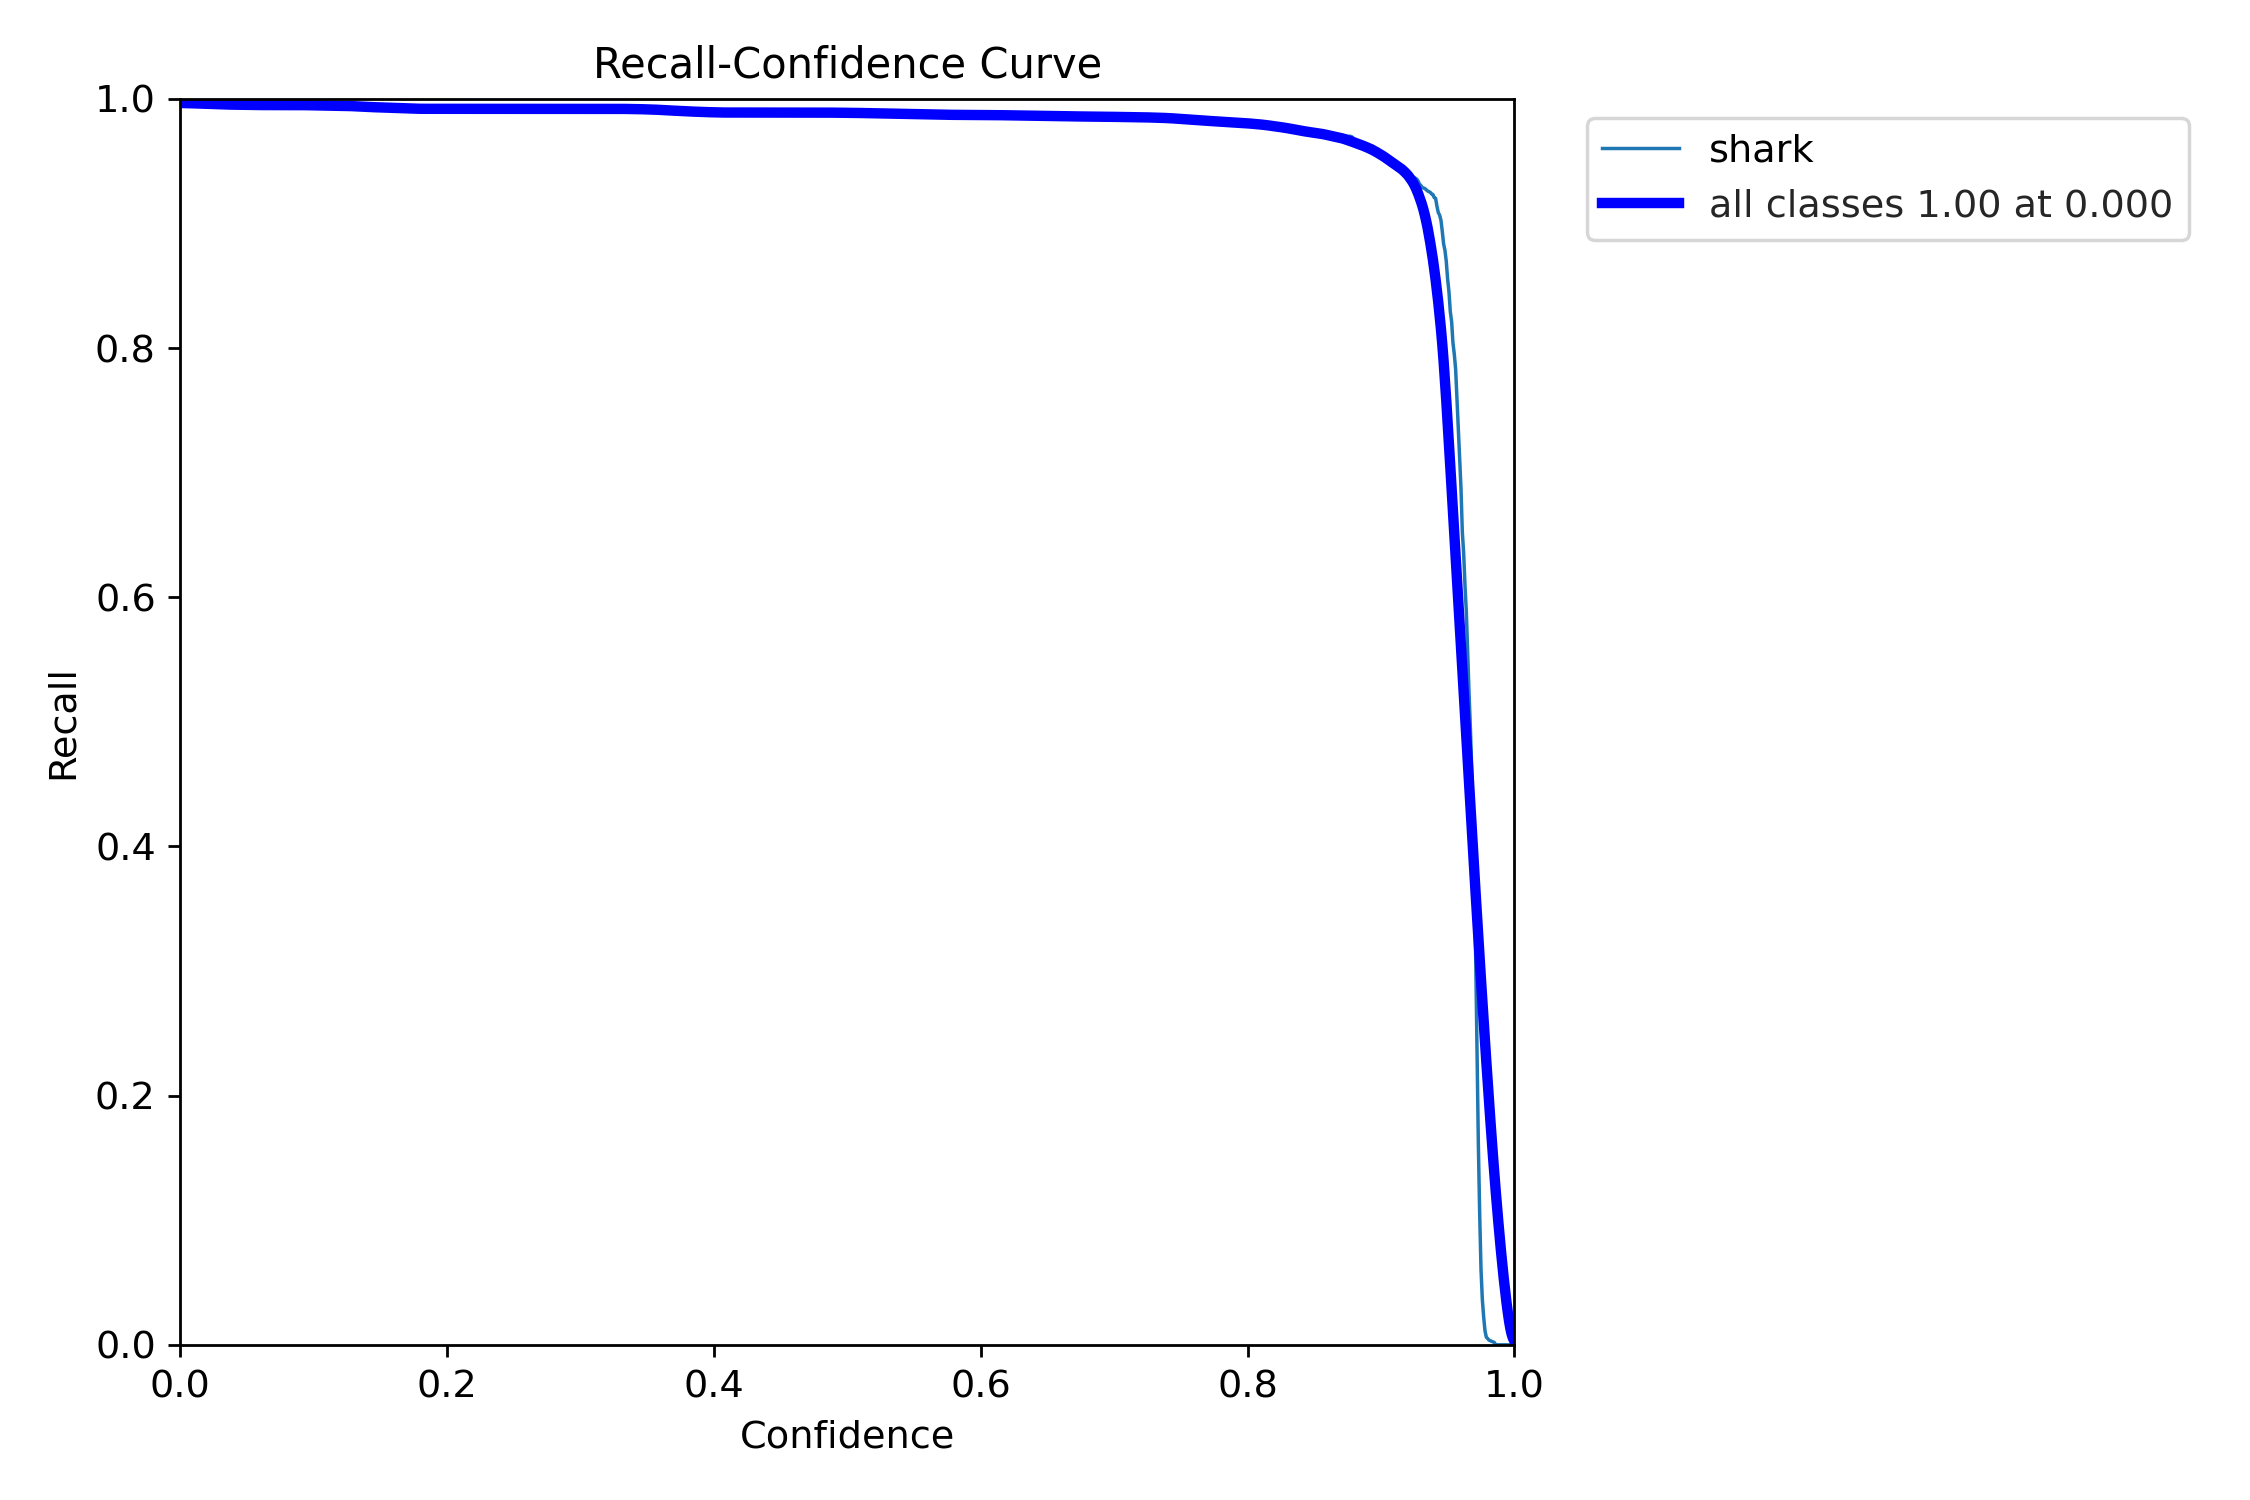 Recall-Confidence Curve
1.0
0.8
0.6
0.4
0.2
0.0
Recall
0.0 0.2 0.4 0.6 0.8 1.0
Confidence
shark
all classes 1.00 at 0.000